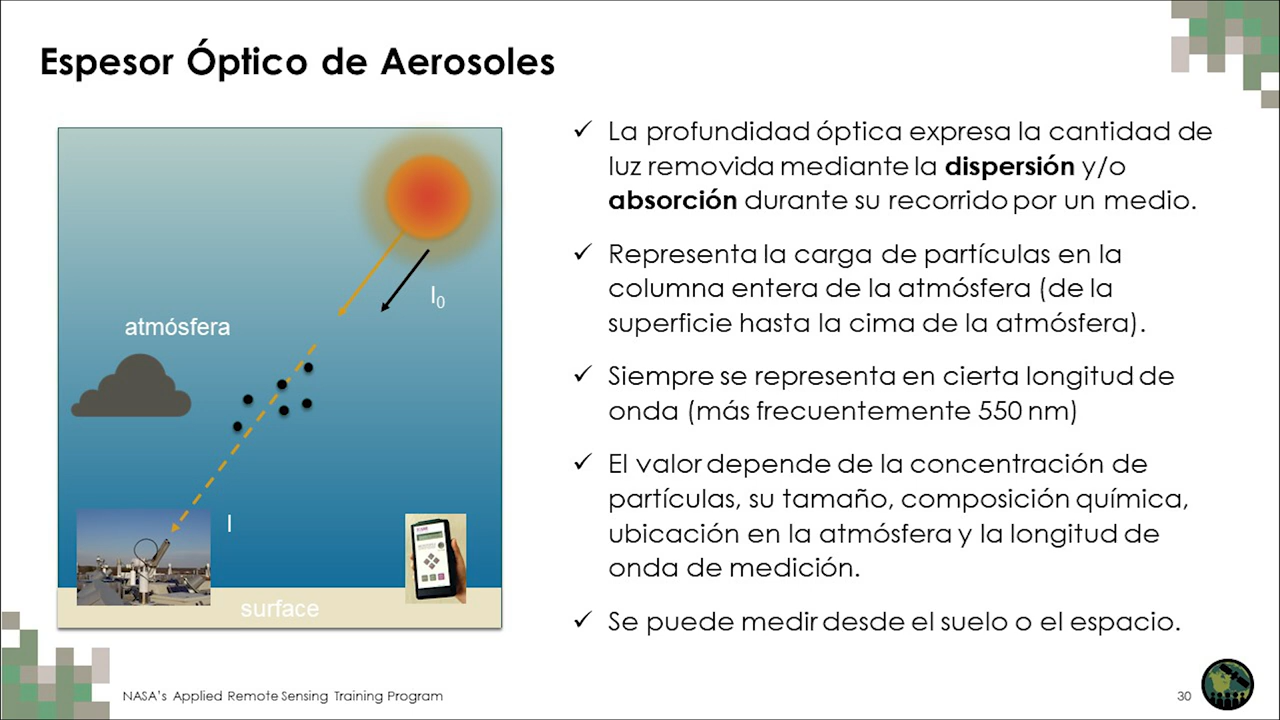 Espesor Óptico de Aerosoles
atmósfera
I0
I
surface
La profundidad óptica expresa la cantidad de
luz removida mediante la dispersión y/o
absorción durante su recorrido por un medio.
Representa la carga de partículas en la
columna entera de la atmósfera (de la
superficie hasta la cima de la atmósfera).
Siempre se representa en cierta longitud de
onda (más frecuentemente 550 nm)
El valor depende de la concentración de
partículas, su tamaño, composición química,
ubicación en la atmósfera y la longitud de
onda de medición.
Se puede medir desde el suelo o el espacio.
NASA's Applied Remote Sensing Training Program
30